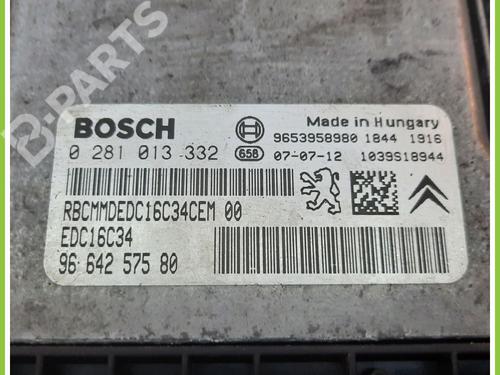 B-PARTS
BOSCH
Made in Hungary
9653958980 1844 1916
0 281 013 332 658 07-07-12 1039S18944
RBCMMDEDC16C34CEM 00
EDC16C34
96 642 575 80